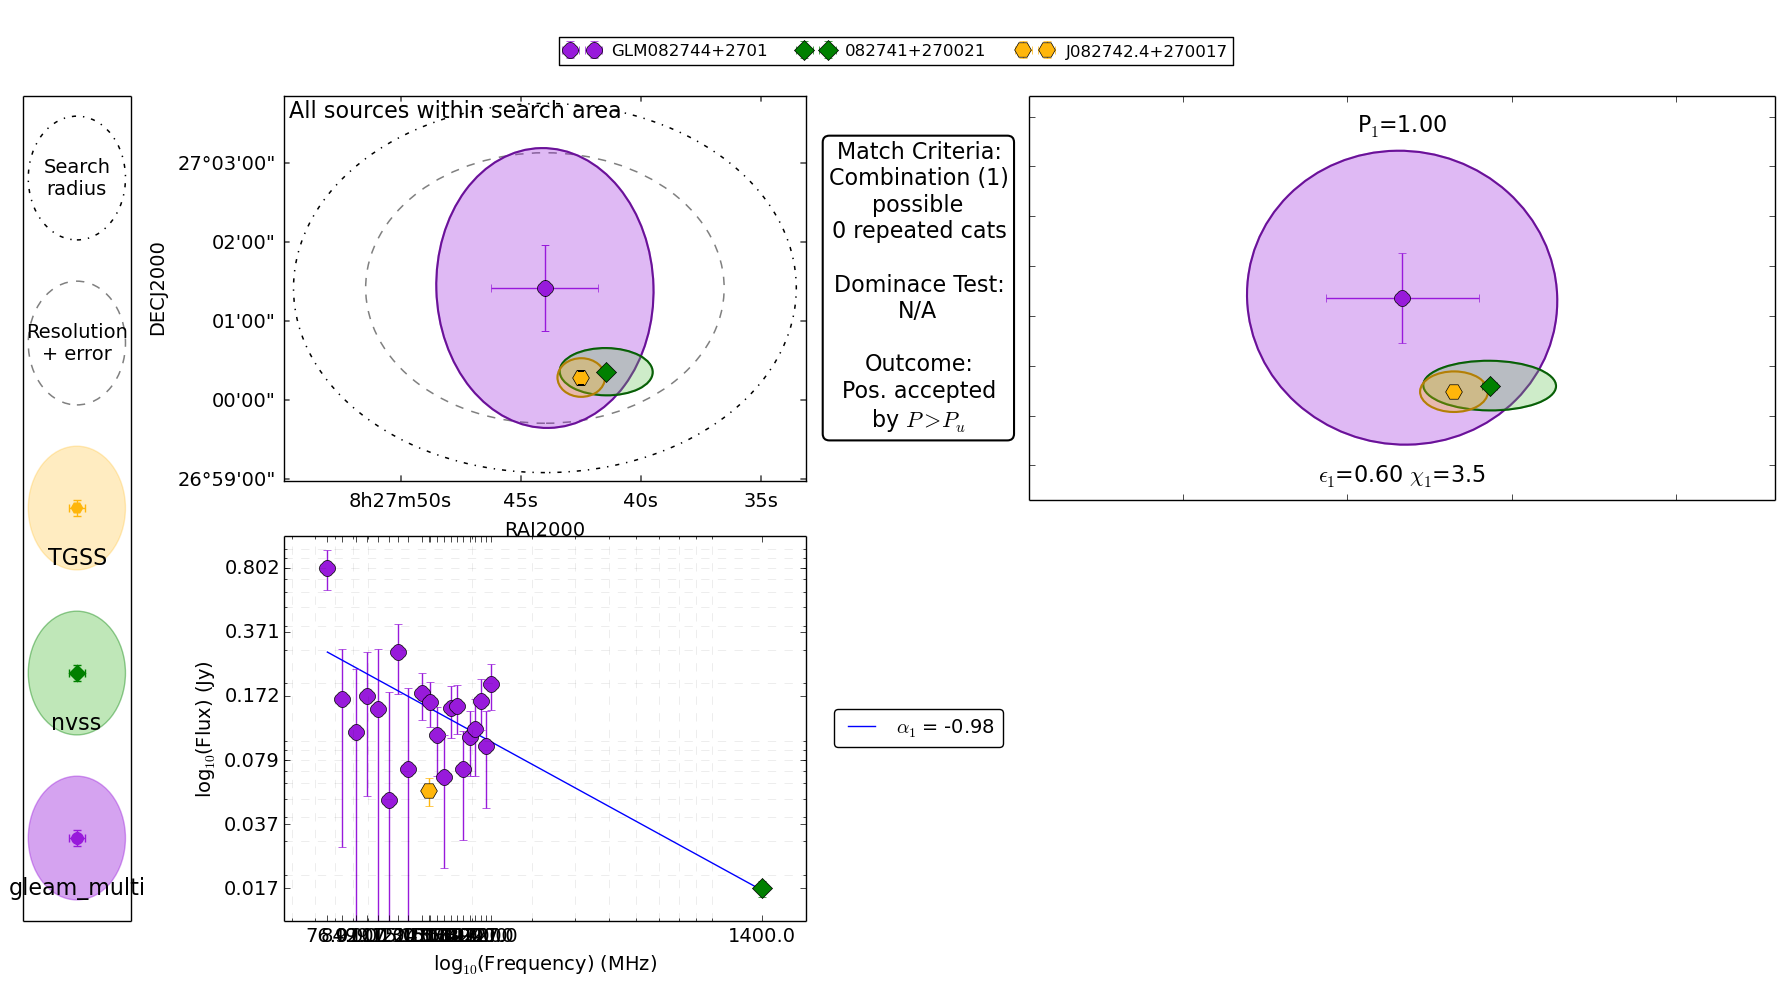 GLM082744+2701 082741+270021 J082742.4+270017
Search
radius
Resolution
+ error
TGSS
nvss
gleam_multi
All sources within search area
DECJ2000
27°03'00"
02'00"
01'00"
00'00"
26°59'00"
8h27m50s 45s 40s 35s
RAJ2000
Match Criteria:
Combination (1)
possible
0 repeated cats
Dominace Test:
N/A
Outcome:
Pos. accepted
by P>Pᵤ
P₁=1.00
ϵ₁=0.60 χ₁=3.5
log₁₀(Flux) (Jy)
0.802
0.371
0.172
0.079
0.037
0.017
1400.0
log₁₀(Frequency) (MHz)
α₁ = -0.98